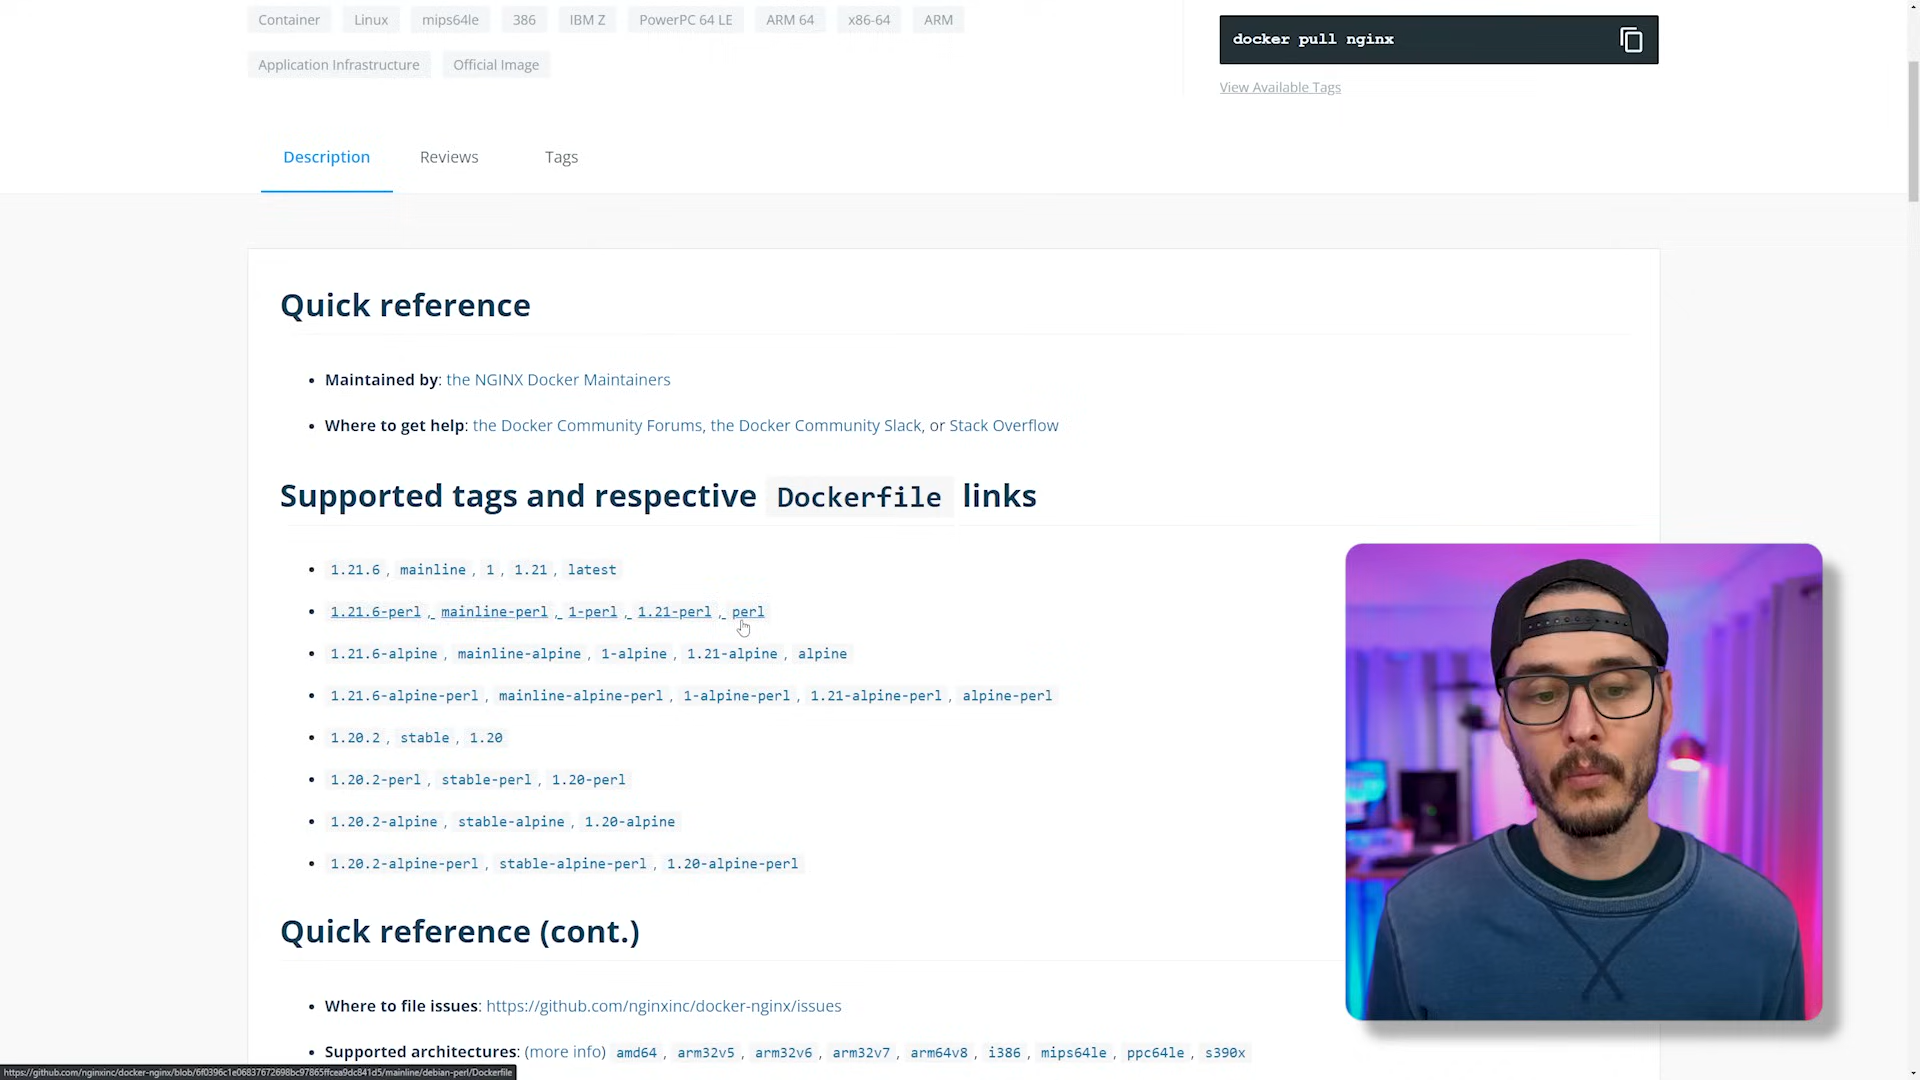 Container Linux mips64le 386 IBM Z PowerPC 64 LE ARM 64 x86-64 ARM
Application Infrastructure Official Image
docker pull nginx
View Available Tags
Description Reviews Tags
Quick reference
• Maintained by: the NGINX Docker Maintainers
• Where to get help: the Docker Community Forums, the Docker Community Slack, or Stack Overflow
Supported tags and respective Dockerfile links
• 1.21.6 , mainline , 1 , 1.21 , latest
• 1.21.6-perl , mainline-perl , 1-perl , 1.21-perl , perl
• 1.21.6-alpine , mainline-alpine , 1-alpine , 1.21-alpine , alpine
• 1.21.6-alpine-perl , mainline-alpine-perl , 1-alpine-perl , 1.21-alpine-perl , alpine-perl
• 1.20.2 , stable , 1.20
• 1.20.2-perl , stable-perl , 1.20-perl
• 1.20.2-alpine , stable-alpine , 1.20-alpine
• 1.20.2-alpine-perl , stable-alpine-perl , 1.20-alpine-perl
Quick reference (cont.)
• Where to file issues: https://github.com/nginxinc/docker-nginx/issues
• Supported architectures: (more info) amd64 , arm32v5 , arm32v6 , arm32v7 , arm64v8 , i386 , mips64le , ppc64le , s390x
https://github.com/nginxinc/docker-nginx/blob/6f0396c1e06837672698bc97865ffcea9dc841d5/mainline/debian-perl/Dockerfile